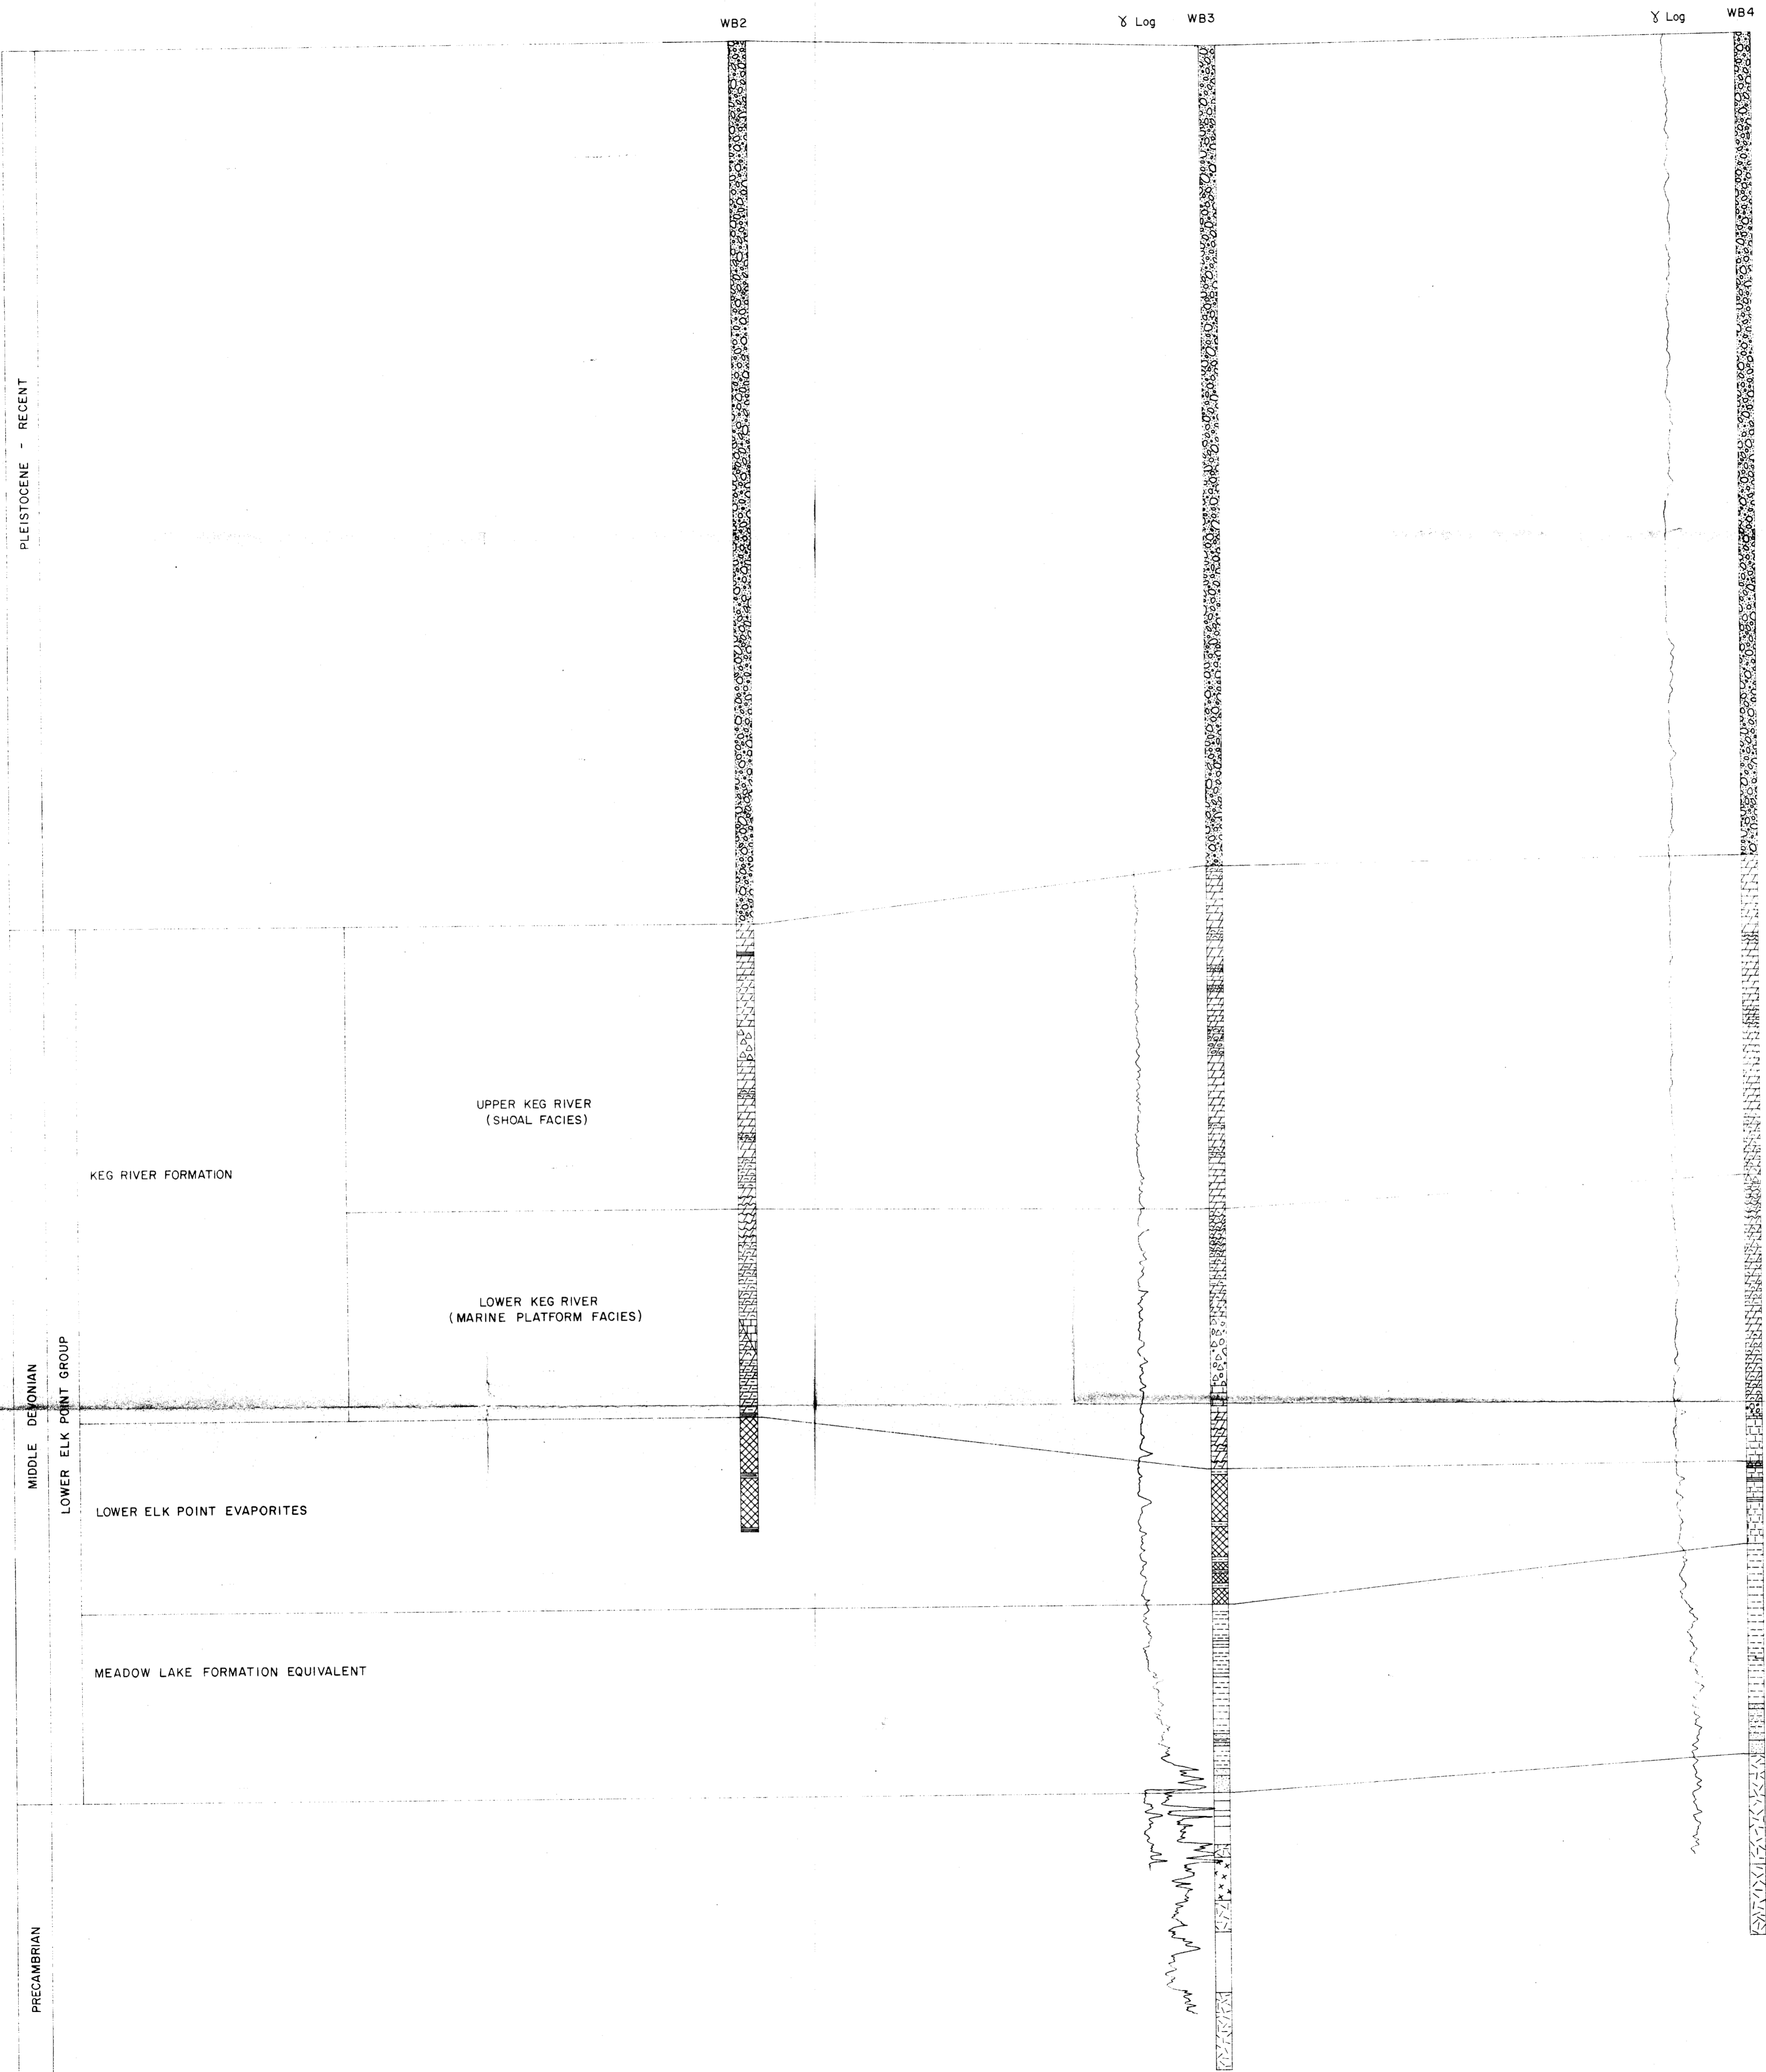 WB2
ɣ Log
WB3
ɣ Log
WB4
PLEISTOCENE - RECENT
UPPER KEG RIVER
(SHOAL FACIES)
KEG RIVER FORMATION
LOWER KEG RIVER
(MARINE PLATFORM FACIES)
MIDDLE DEVONIAN
LOWER ELK POINT GROUP
LOWER ELK POINT EVAPORITES
MEADOW LAKE FORMATION EQUIVALENT
PRECAMBRIAN